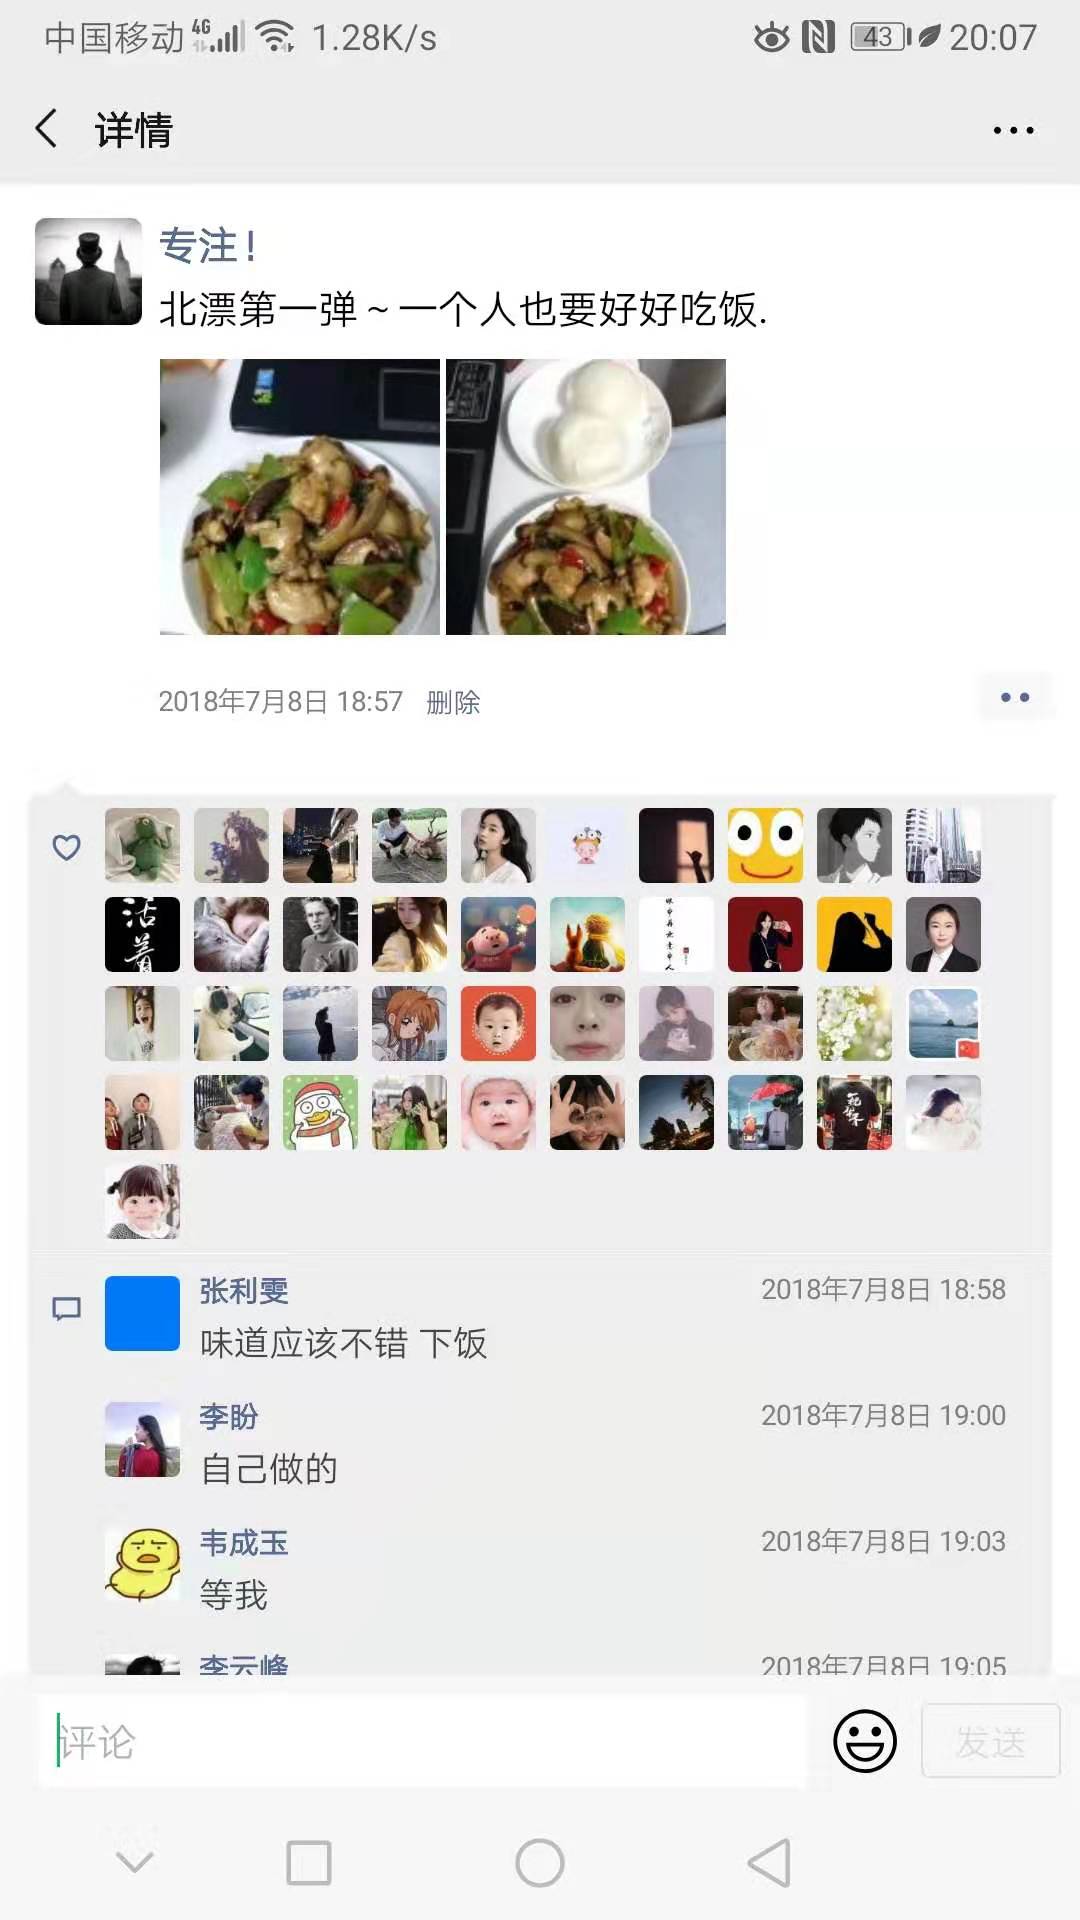 中国移动 4G 1.28K/s 43 20:07
详情
专注!
北漂第一弹~一个人也要好好吃饭.
2018年7月8日 18:57 删除
活着
张利雯 2018年7月8日 18:58
味道应该不错 下饭
李盼 2018年7月8日 19:00
自己做的
韦成玉 2018年7月8日 19:03
等我
李云峰 2018年7月8日 19:05
评论 发送